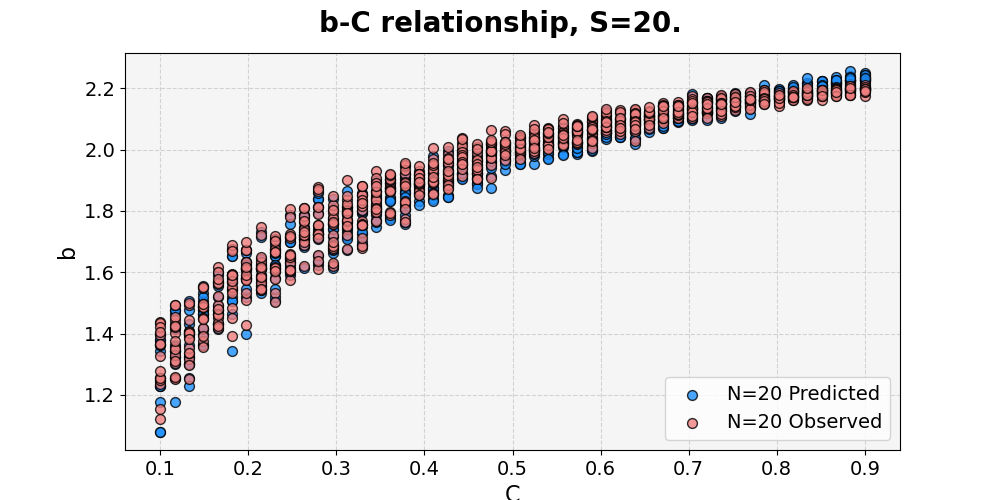 b-C relationship, S=20.
b
2.2
2.0
1.8
1.6
1.4
1.2
N=20 Predicted
N=20 Observed
0.1 0.2 0.3 0.4 0.5 0.6 0.7 0.8 0.9
C